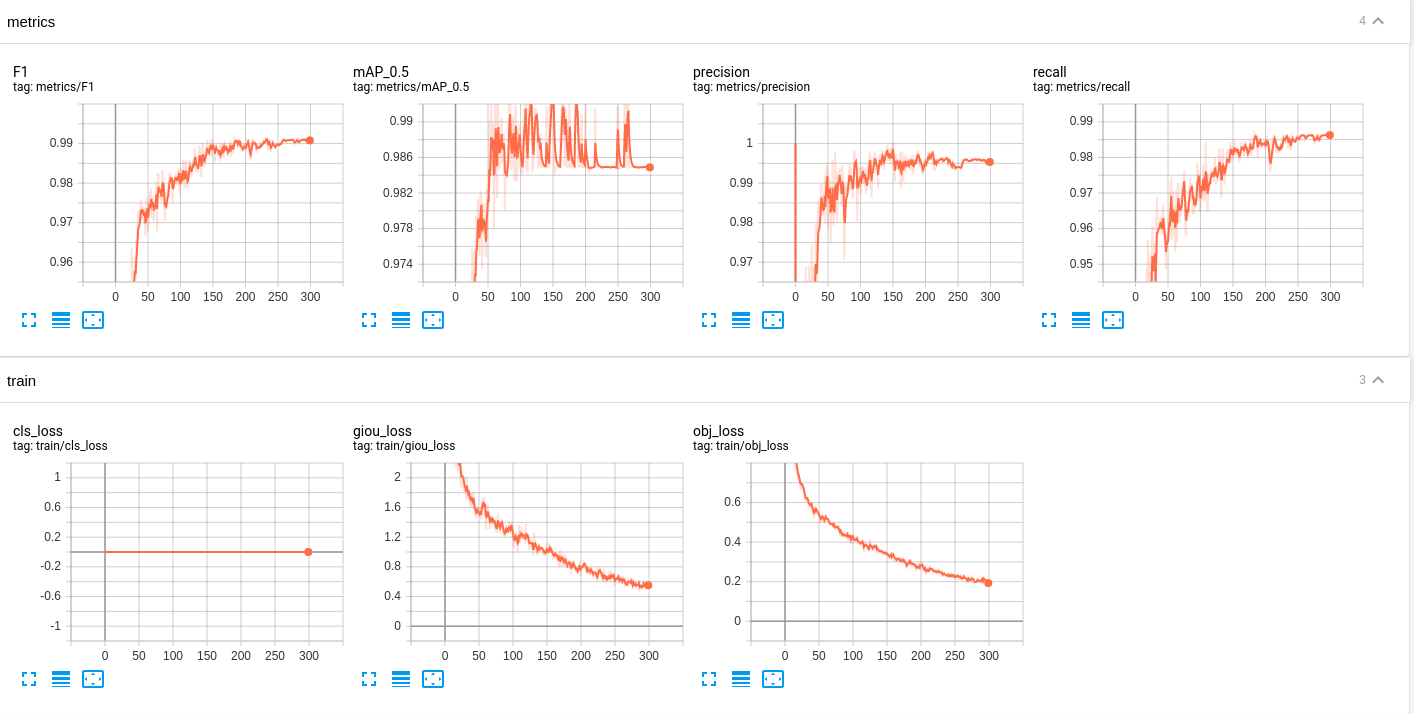 metrics
4
F1
tag: metrics/F1
0.99
0.98
0.97
0.96
0 50 100 150 200 250 300
mAP_0.5
tag: metrics/mAP_0.5
0.99
0.986
0.982
0.978
0.974
0 50 100 150 200 250 300
precision
tag: metrics/precision
1
0.99
0.98
0.97
0 50 100 150 200 250 300
recall
tag: metrics/recall
0.99
0.98
0.97
0.96
0.95
0 50 100 150 200 250 300
train
3
cls_loss
tag: train/cls_loss
1
0.6
0.2
-0.2
-0.6
-1
0 50 100 150 200 250 300
giou_loss
tag: train/giou_loss
2
1.6
1.2
0.8
0.4
0
0 50 100 150 200 250 300
obj_loss
tag: train/obj_loss
0.6
0.4
0.2
0
0 50 100 150 200 250 300